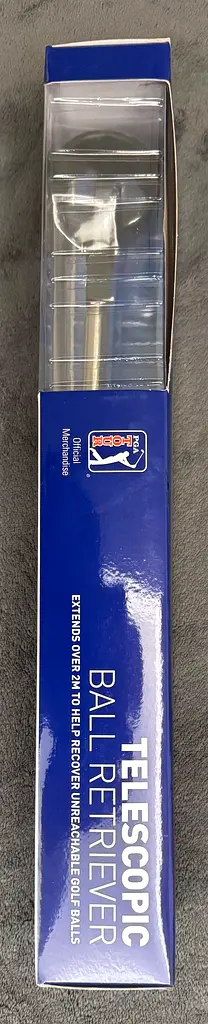 PGA
TOUR
®
Official
Merchandise
TELESCOPIC
BALL RETRIEVER
EXTENDS OVER 2M TO HELP RECOVER UNREACHABLE GOLF BALLS